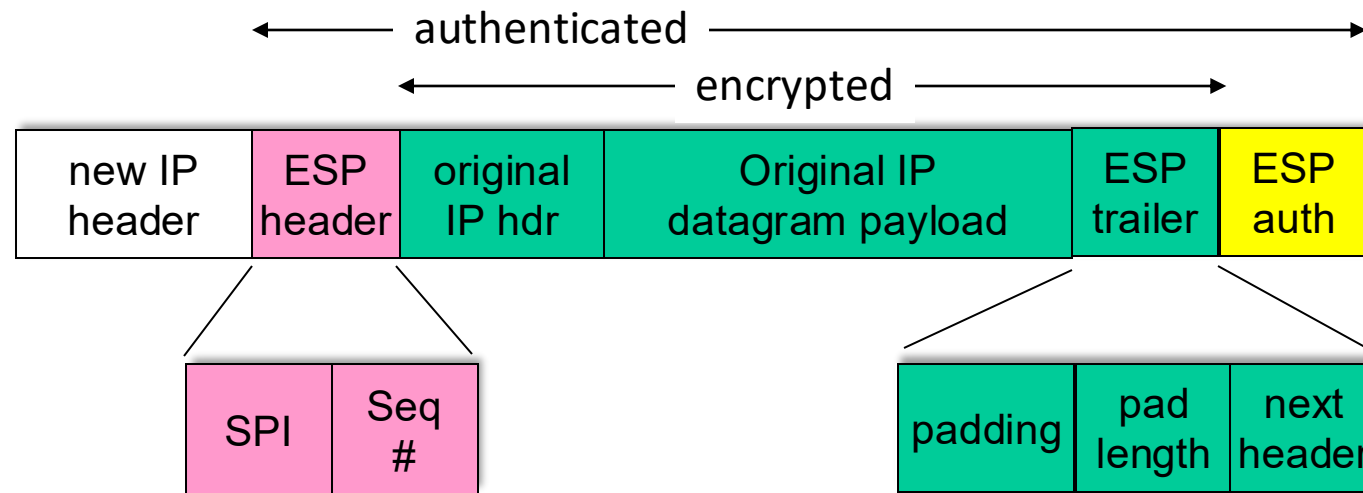 authenticated
encrypted
new IP
header
ESP
header
original
IP hdr
Original IP
datagram payload
ESP
trailer
ESP
auth
SPI
Seq
#
padding
pad
length
next
header